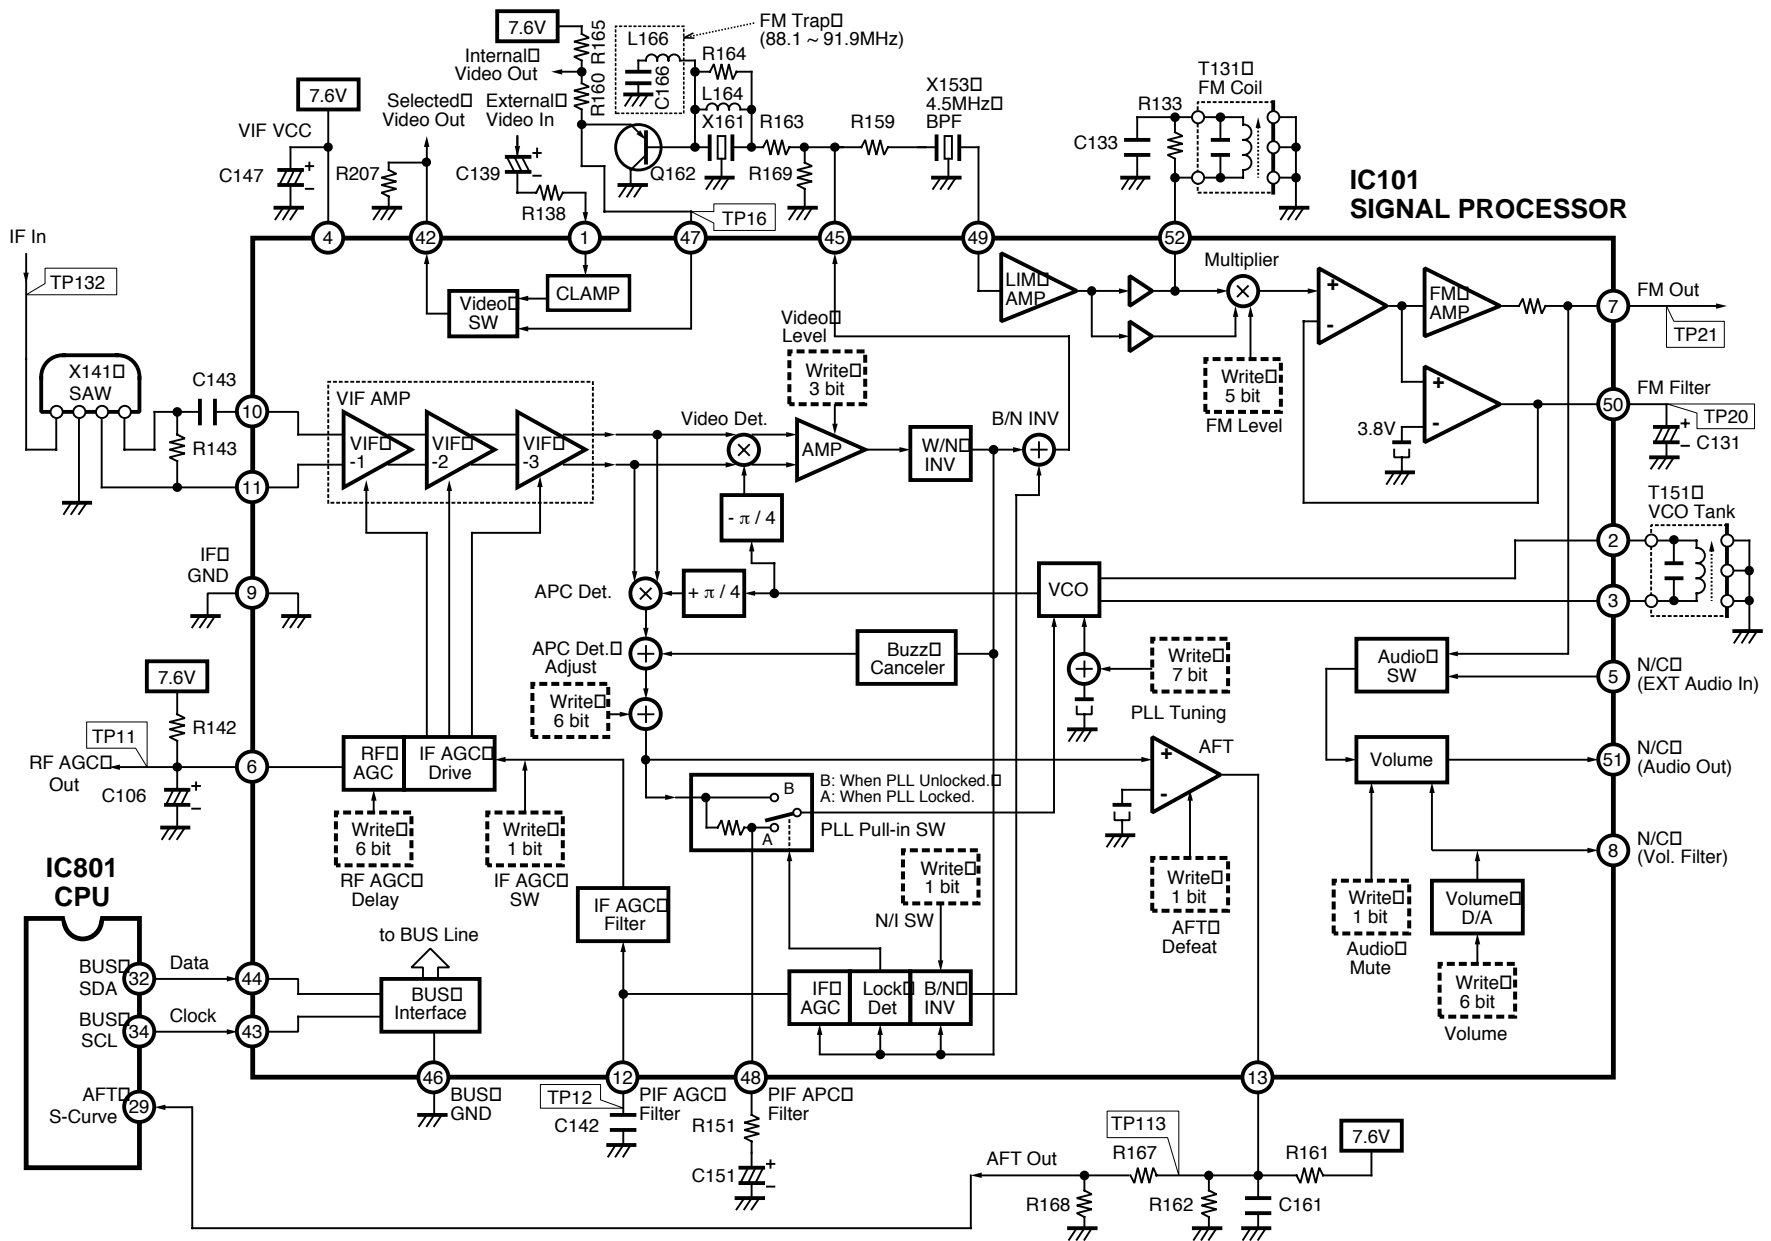 7.6V
R165
L166
FM Trap
(88.1 ~ 91.9MHz)
Internal
Video Out
R160
C166
R164
L164
X161
X153
4.5MHz
BPF
T131
FM Coil
7.6V
VIF VCC
Selected
Video Out
External
Video In
R163
R159
R133
C133
C147
R207
C139
R138
Q162
R169
TP16
IC101
SIGNAL PROCESSOR
IF In
TP132
4
42
1
47
45
49
52
Video
SW
CLAMP
LIM
AMP
Multiplier
FM
AMP
7
FM Out
TP21
Video
Level
Write
3 bit
Write
5 bit
FM Level
X141
SAW
C143
R143
10
11
VIF AMP
VIF
-1
VIF
-2
VIF
-3
Video Det.
AMP
W/N
INV
B/N INV
3.8V
50
FM Filter
TP20
C131
- π / 4
T151
VCO Tank
2
3
IF
GND
9
APC Det.
+ π / 4
VCO
APC Det.
Adjust
Write
6 bit
Buzz
Canceler
Write
7 bit
PLL Tuning
Audio
SW
5
N/C
(EXT Audio In)
7.6V
R142
TP11
RF AGC
Out
C106
6
RF
AGC
IF AGC
Drive
AFT
Volume
51
N/C
(Audio Out)
B
A
B: When PLL Unlocked.
A: When PLL Locked.
PLL Pull-in SW
Write
6 bit
RF AGC
Delay
Write
1 bit
IF AGC
SW
Write
1 bit
N/I SW
Write
1 bit
AFT
Defeat
Write
1 bit
Audio
Mute
Volume
D/A
8
N/C
(Vol. Filter)
IF AGC
Filter
Write
6 bit
Volume
IC801
CPU
to BUS Line
BUS
SDA
32
Data
44
BUS
SCL
34
Clock
43
BUS
Interface
IF
AGC
Lock
Det
B/N
INV
AFT
S-Curve
29
46
BUS
GND
12
TP12
C142
PIF AGC
Filter
48
PIF APC
Filter
R151
C151
13
TP113
7.6V
AFT Out
R167
R161
R168
R162
C161